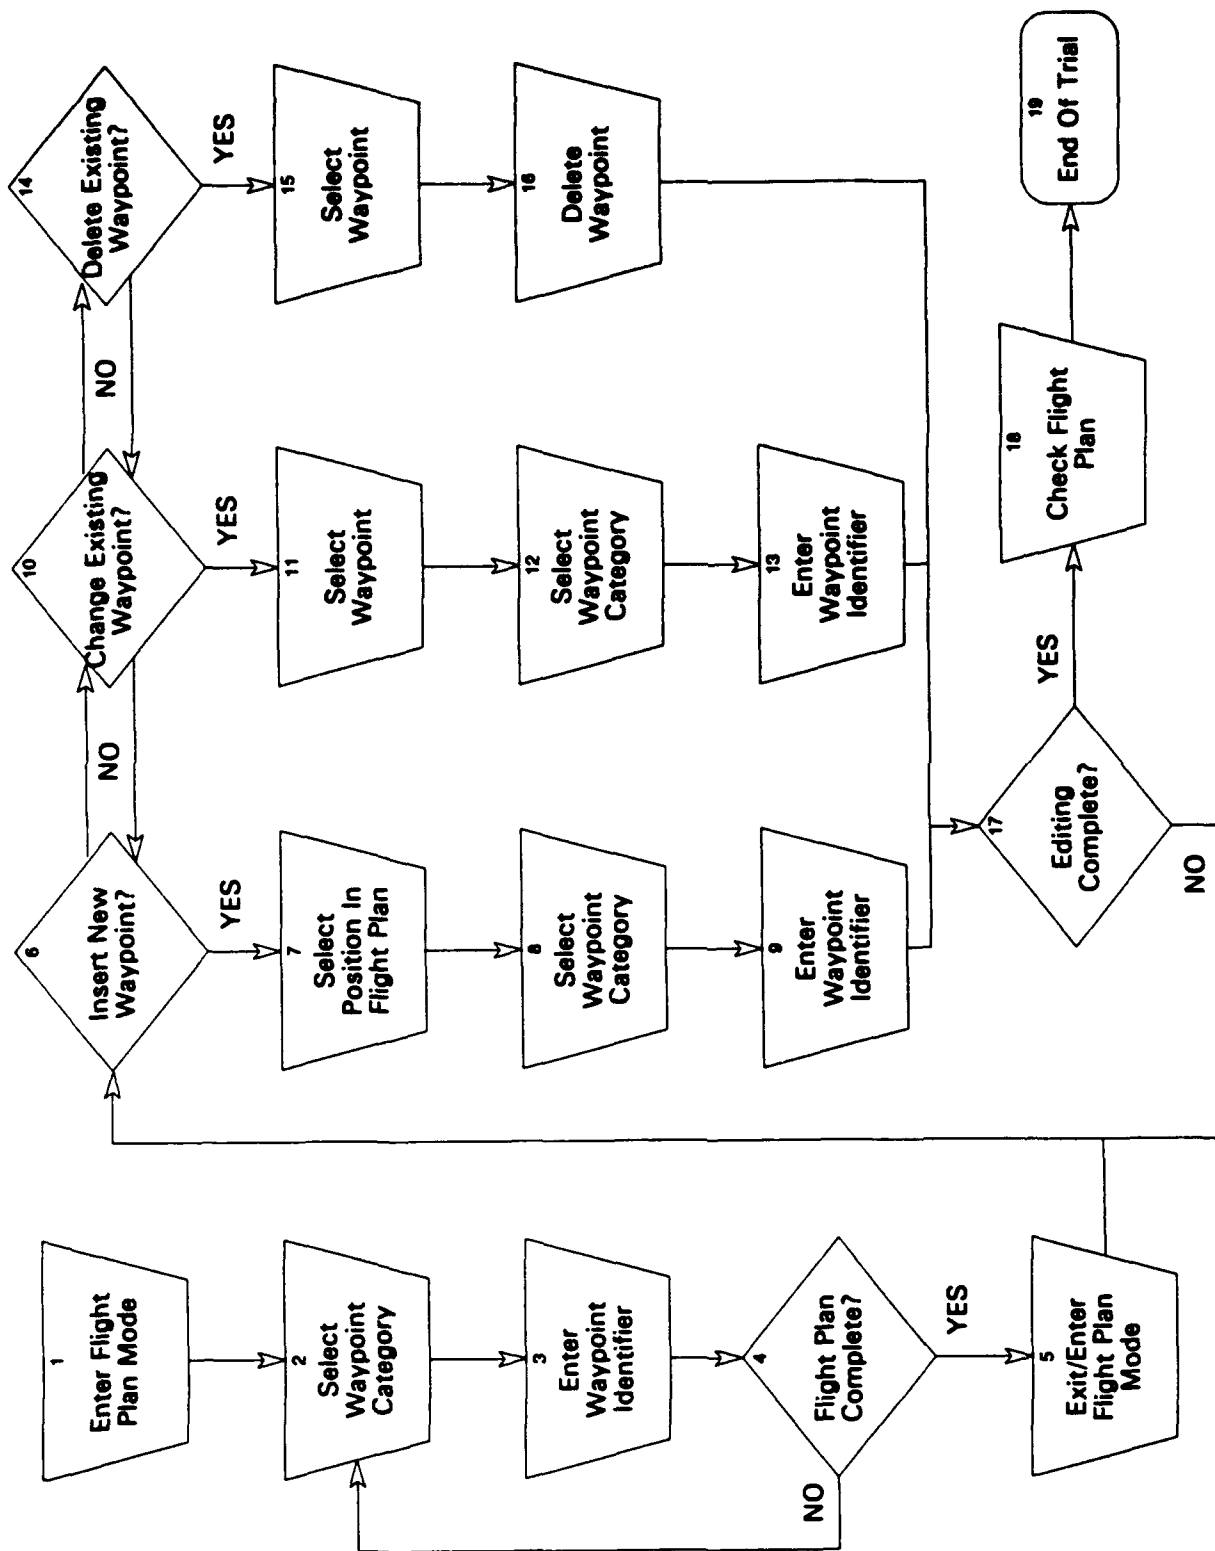 1
Enter Flight
Plan Mode
2
Select
Waypoint
Category
3
Enter
Waypoint
Identifier
4
Flight Plan
Complete?
NO
YES
5
Exit/Enter
Flight Plan
Mode
6
Insert New
Waypoint?
NO
YES
7
Select
Position In
Flight Plan
8
Select
Waypoint
Category
9
Enter
Waypoint
Identifier
10
Change Existing
Waypoint?
NO
YES
11
Select
Waypoint
12
Select
Waypoint
Category
13
Enter
Waypoint
Identifier
14
Delete Existing
Waypoint?
YES
15
Select
Waypoint
16
Delete
Waypoint
17
Editing
Complete?
NO
YES
18
Check Flight
Plan
19
End Of Trial